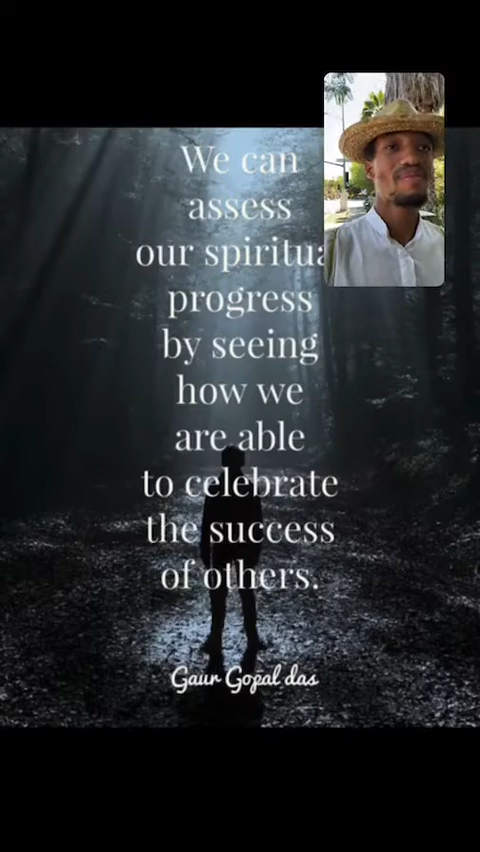 We can
assess
our spiritua
progress
by seeing
how we
are able
to celebrate
the success
of others.
Gaur Gopal das